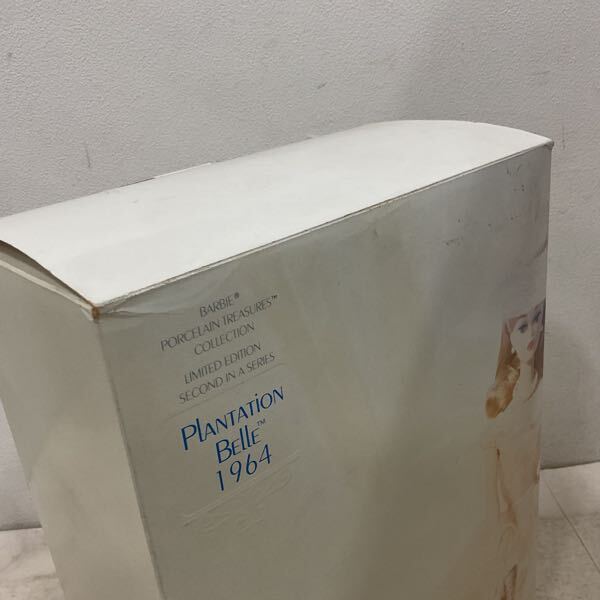 BARBIE®
PORCELAIN TREASURES™
COLLECTION
LIMITED EDITION
SECOND IN A SERIES
PLANTATION
BELLE™
1964